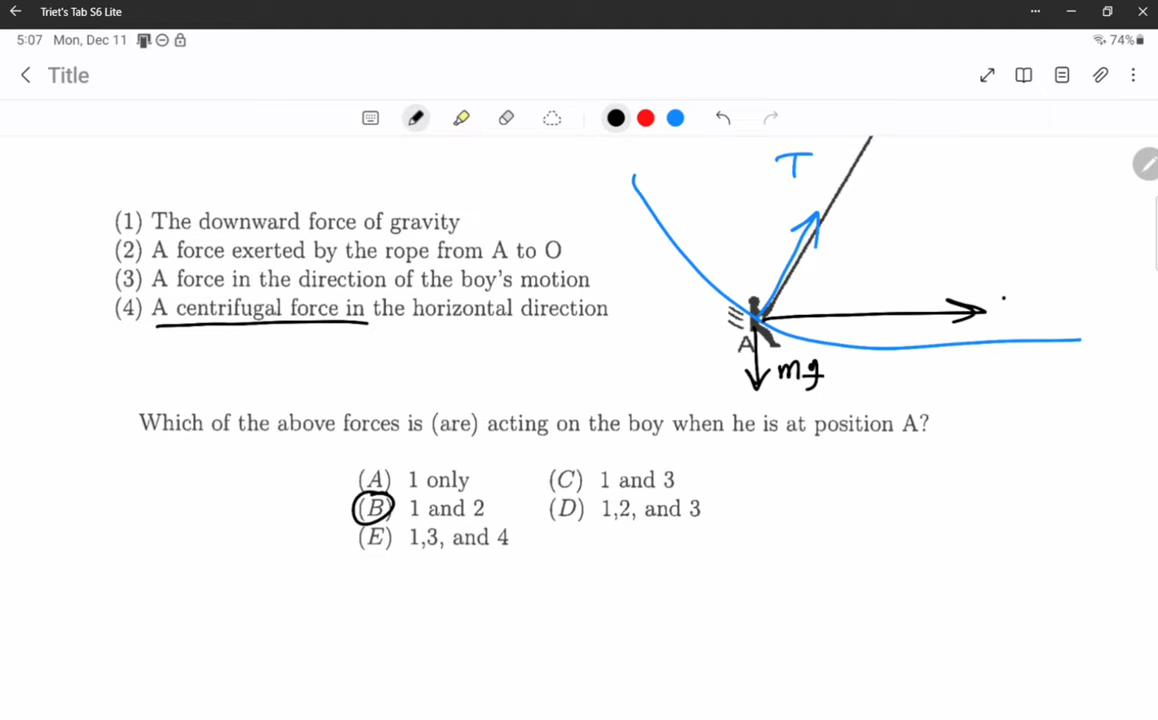 Triet's Tab S6 Lite
5:07 Mon, Dec 11 74%
Title
T
(1) The downward force of gravity
(2) A force exerted by the rope from A to O
(3) A force in the direction of the boy's motion
(4) A centrifugal force in the horizontal direction
A
mg
Which of the above forces is (are) acting on the boy when he is at position A?
(A) 1 only (C) 1 and 3
(B) 1 and 2 (D) 1,2, and 3
(E) 1,3, and 4